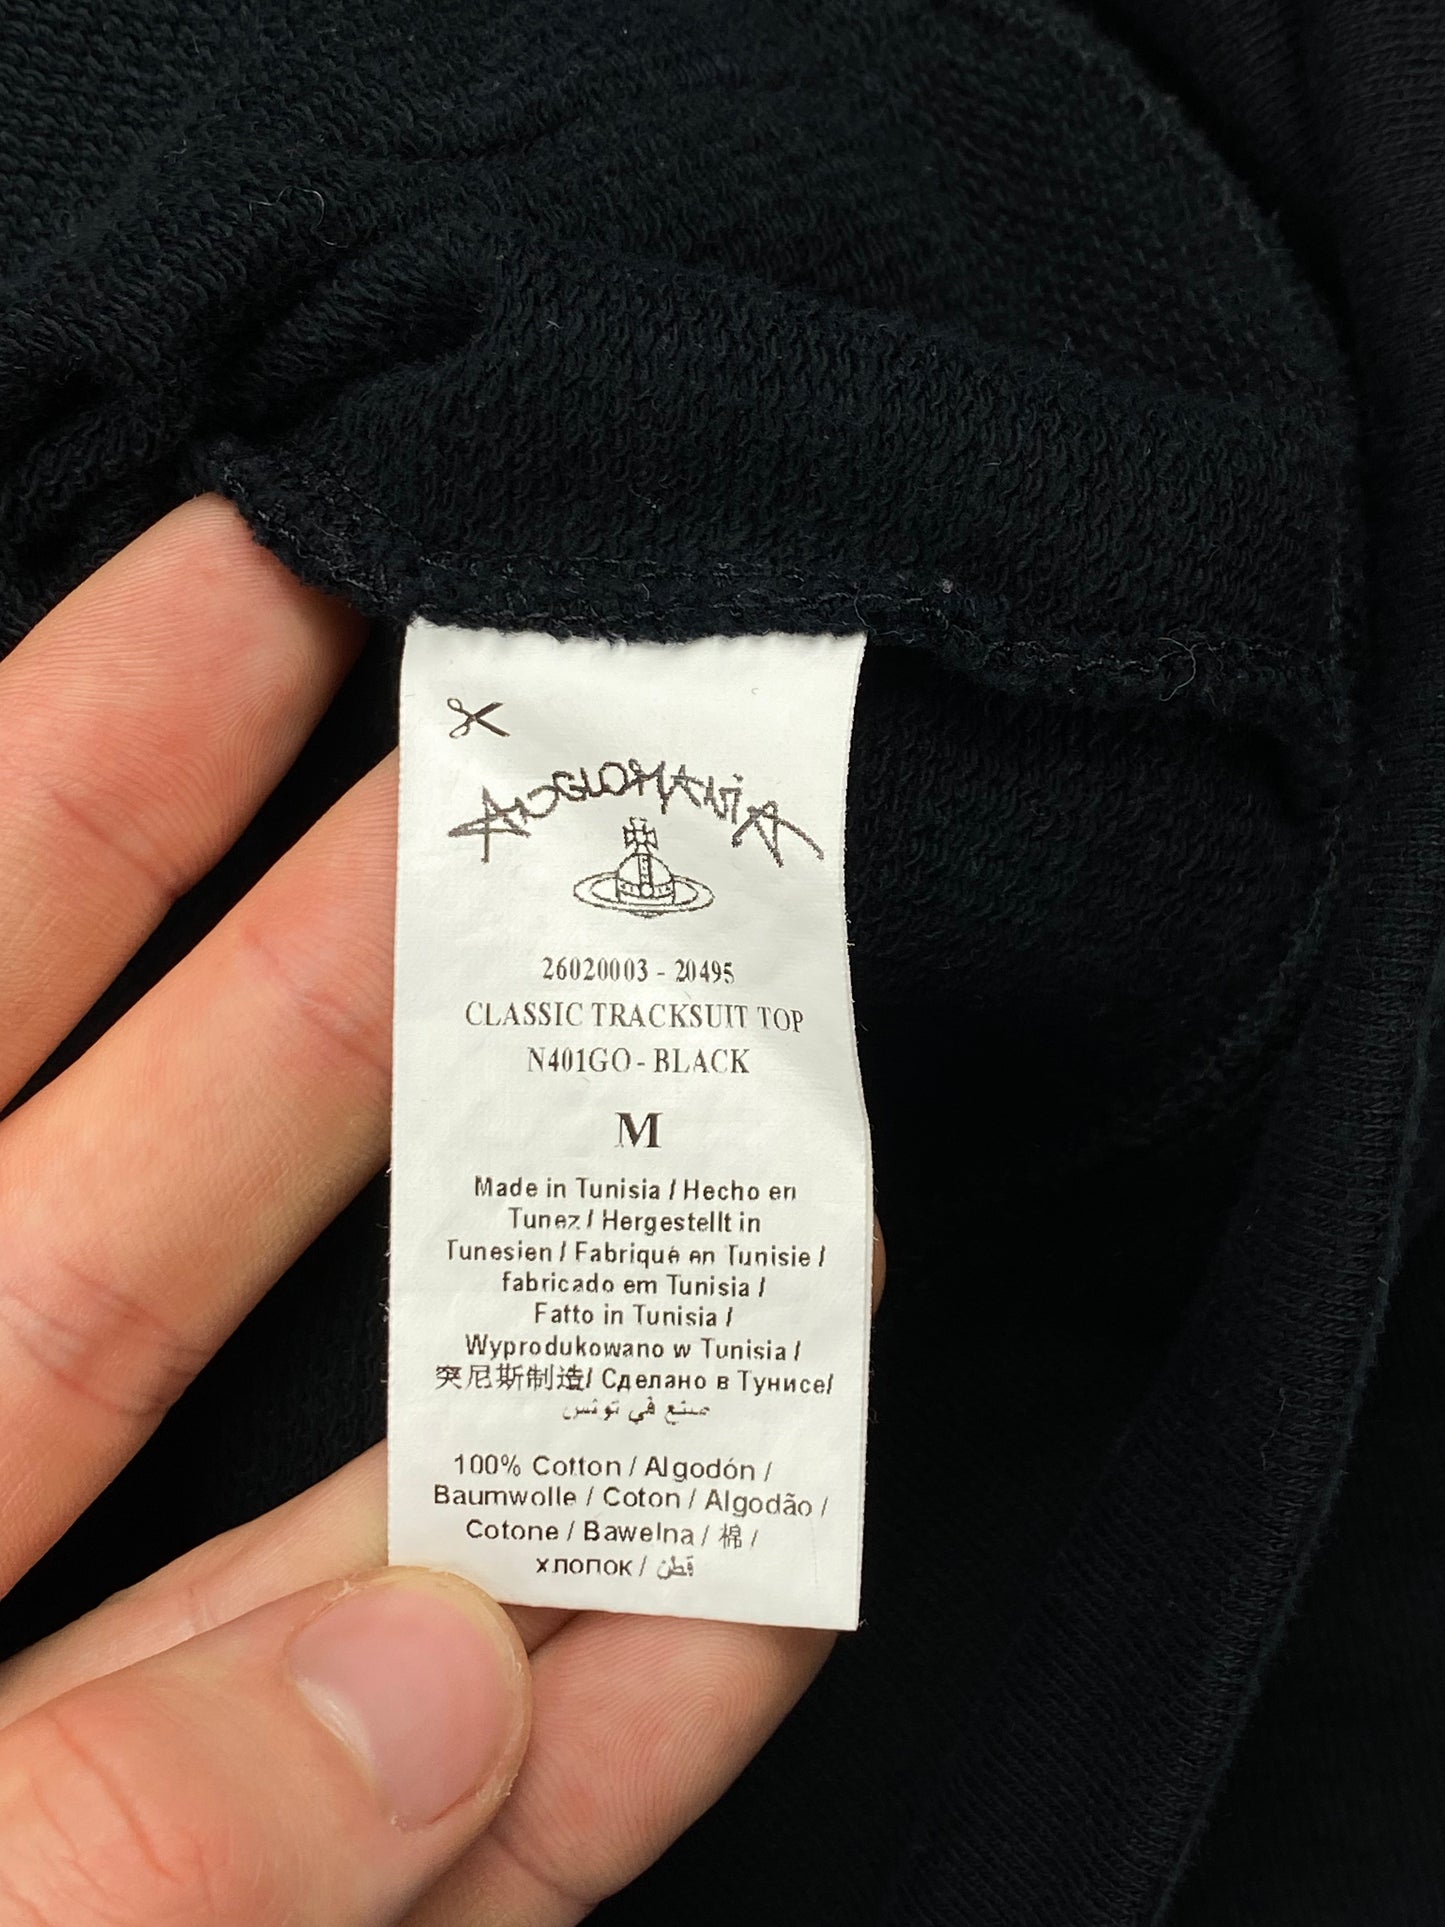 ANGLOMANIA
26020003 - 20495
CLASSIC TRACKSUIT TOP
N401GO - BLACK
M
Made in Tunisia / Hecho en
Tunez / Hergestellt in
Tunesien / Fabriqué en Tunisie /
fabricado em Tunisia /
Fatto in Tunisia /
Wyprodukowano w Tunisia /
突尼斯制造/ Сделано в Тунисе/
صنع في تونس
100% Cotton / Algodón /
Baumwolle / Coton / Algodão /
Cotone / Bawelna / 棉 /
хлопок / قطن